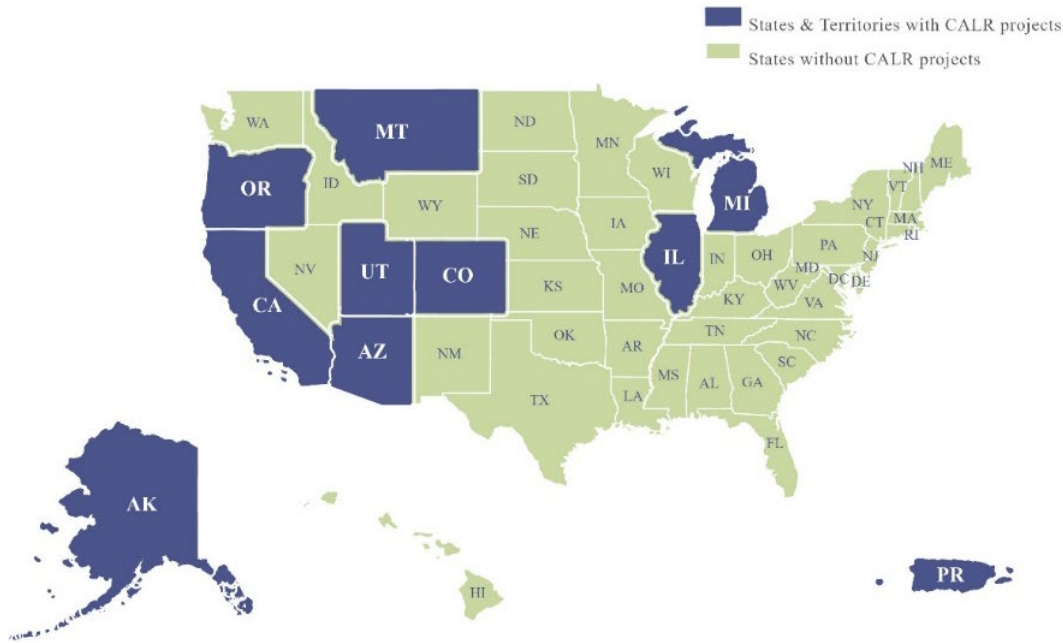 States & Territories with CALR projects
States without CALR projects
WA
MT
ND
MN
OR
ID
SD
WI
MI
NH
ME
VT
NY
WY
IA
CT
MA
RI
NE
NV
UT
CO
IL
IN
OH
PA
NJ
MD
DC
DE
WV
VA
KS
MO
KY
CA
AZ
NM
OK
AR
TN
NC
SC
TX
LA
MS
AL
GA
FL
AK
HI
PR